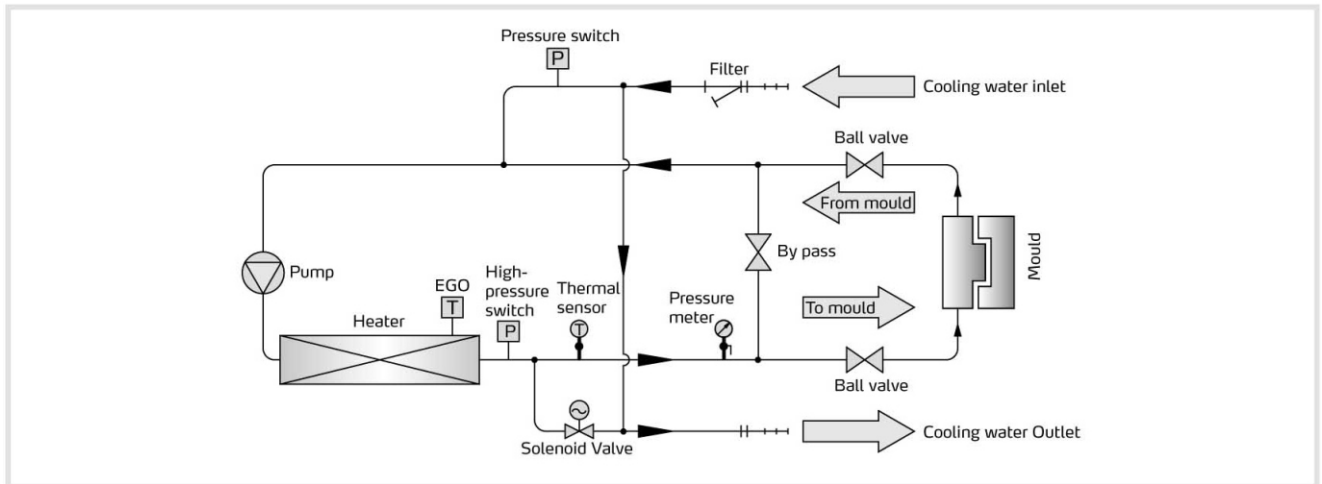 Pressure switch
P
Filter
Cooling water inlet
Ball valve
From mould
Mould
By pass
Pump
EGO
T
High-
pressure
switch
P
Thermal
sensor
T
Pressure
meter
To mould
Heater
Ball valve
Solenoid Valve
Cooling water Outlet